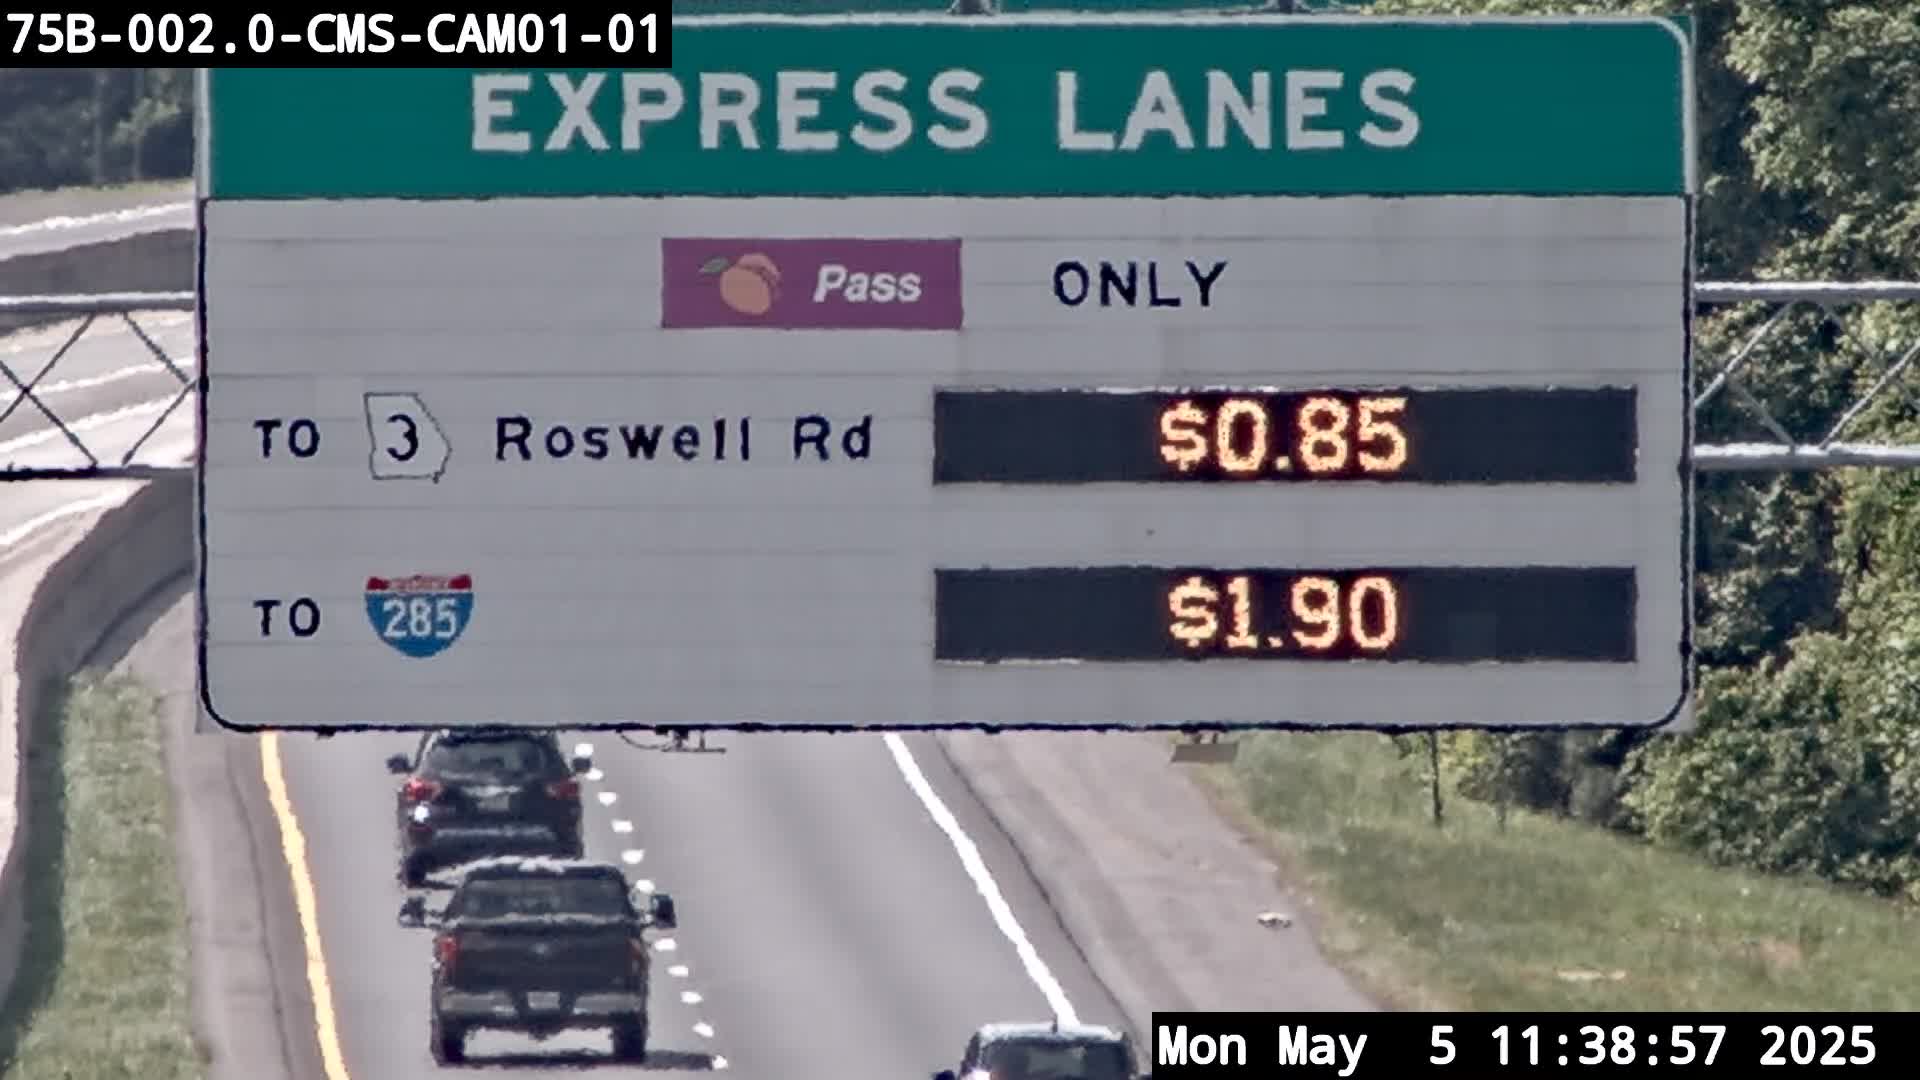 75B-002.0-CMS-CAM01-01
EXPRESS LANES
Pass ONLY
TO 3 Roswell Rd $0.85
TO 285 $1.90
Mon May 5 11:38:57 2025